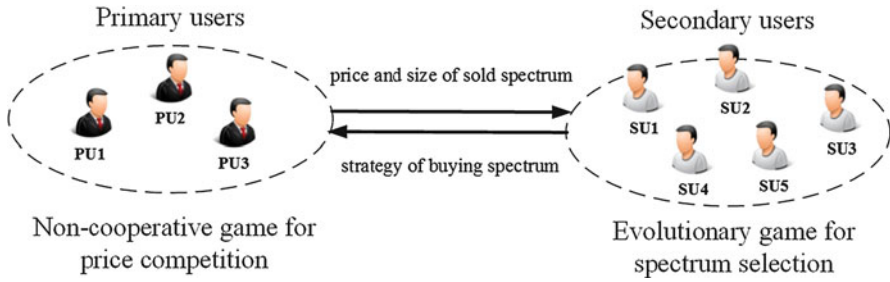 Primary users
Secondary users
PU1
PU2
PU3
price and size of sold spectrum
strategy of buying spectrum
SU1
SU2
SU3
SU4
SU5
Non-cooperative game for
price competition
Evolutionary game for
spectrum selection